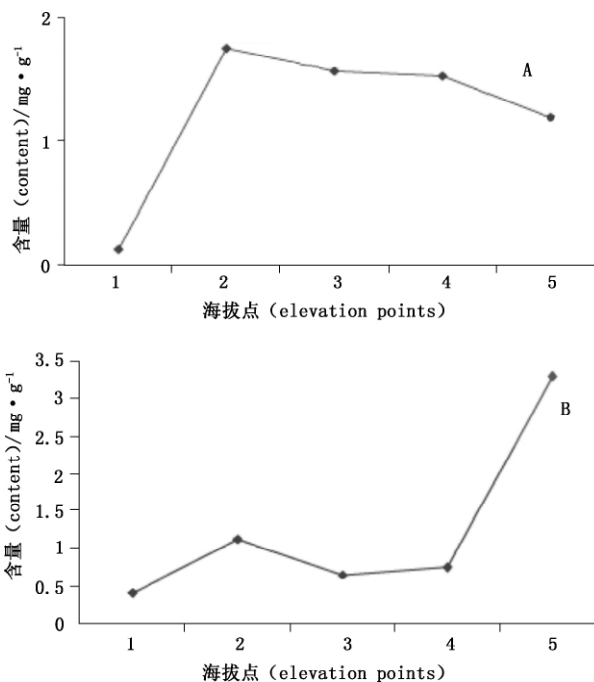 2
1
0
含量(content)/mg·g⁻¹
A
1 2 3 4 5
海拔点(elevation points)
3.5
3
2.5
2
1.5
1
0.5
0
含量(content)/mg·g⁻¹
B
1 2 3 4 5
海拔点(elevation points)